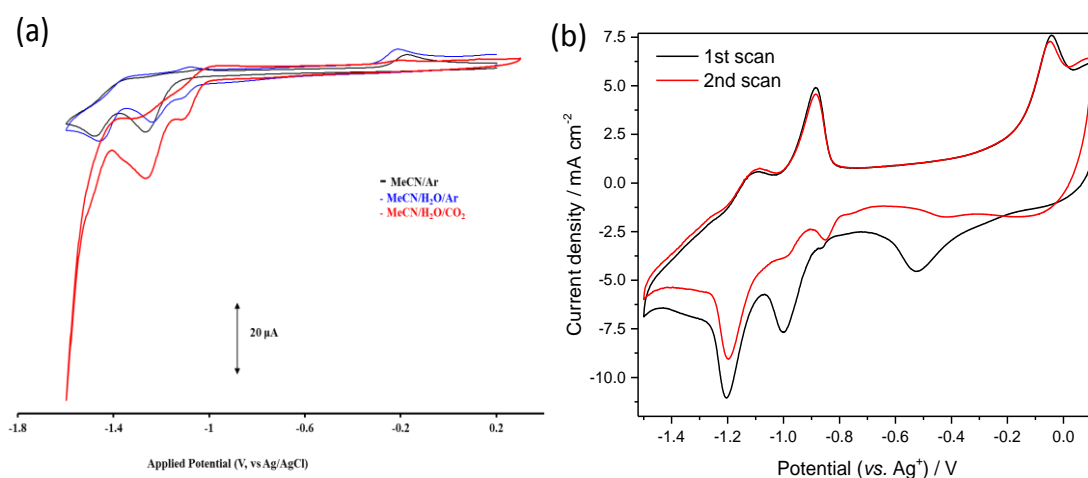 (a)
– MeCN/Ar
- MeCN/H₂O/Ar
- MeCN/H₂O/CO₂
20 µA
-1.8 -1.4 -1 -0.6 -0.2 0.2
Applied Potential (V, vs Ag/AgCl)
(b)
1st scan
2nd scan
7.5
5.0
2.5
0.0
-2.5
-5.0
-7.5
-10.0
Current density / mA cm⁻²
-1.4 -1.2 -1.0 -0.8 -0.6 -0.4 -0.2 0.0
Potential (vs. Ag⁺) / V